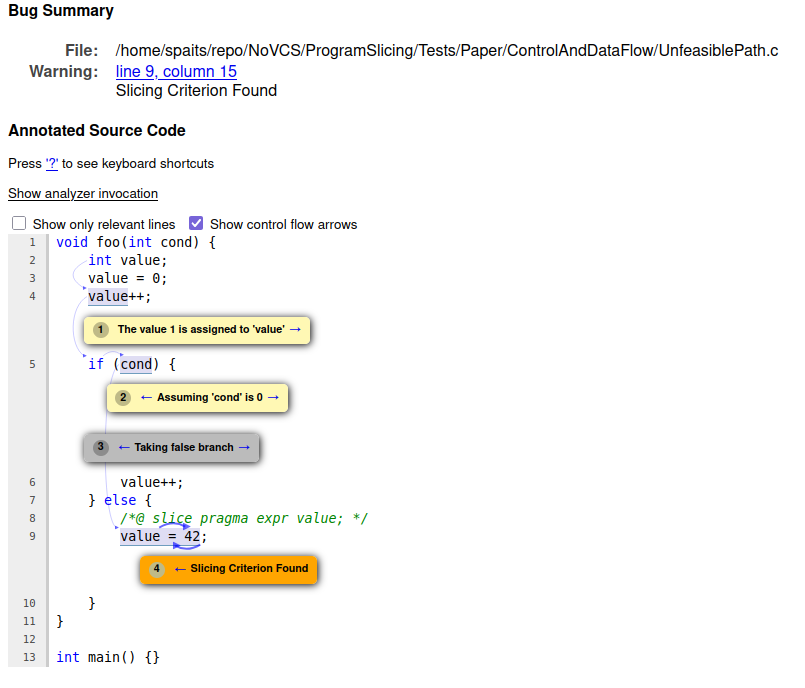 Bug Summary
File: /home/spaits/repo/NoVCS/ProgramSlicing/Tests/Paper/ControlAndDataFlow/UnfeasiblePath.c
Warning: line 9, column 15
Slicing Criterion Found
Annotated Source Code
Press '?' to see keyboard shortcuts
Show analyzer invocation
Show only relevant lines Show control flow arrows
1 void foo(int cond) {
2 int value;
3 value = 0;
4 value++;
1 The value 1 is assigned to 'value' →
5 if (cond) {
2 ← Assuming 'cond' is 0 →
3 ← Taking false branch →
6 value++;
7 } else {
8 /*@ slice pragma expr value; */
9 value = 42;
4 ← Slicing Criterion Found
10 }
11 }
12
13 int main() {}